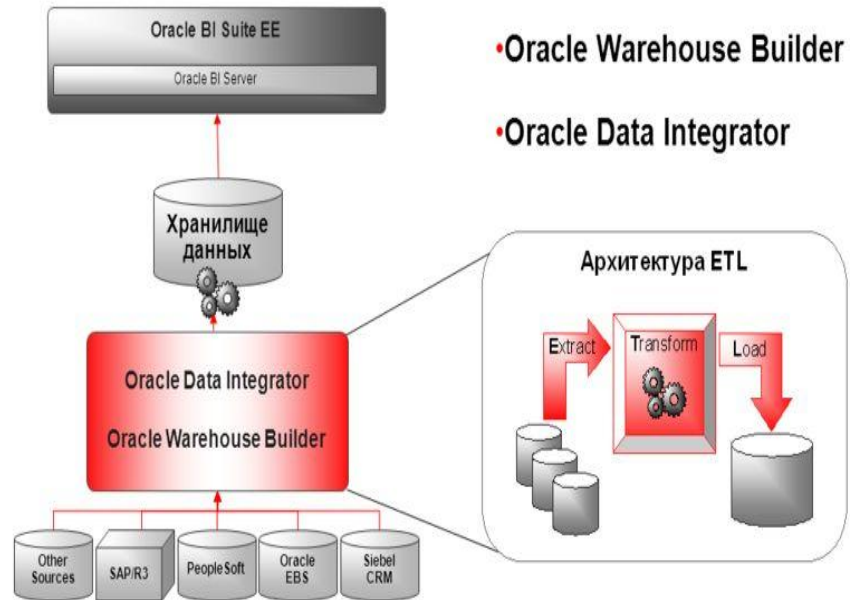 Oracle BI Suite EE
Oracle BI Server
•Oracle Warehouse Builder
•Oracle Data Integrator
Хранилище
данных
Архитектура ETL
Extract
Transform
Load
Oracle Data Integrator
Oracle Warehouse Builder
Other
Sources
SAP/R3
PeopleSoft
Oracle
EBS
Siebel
CRM